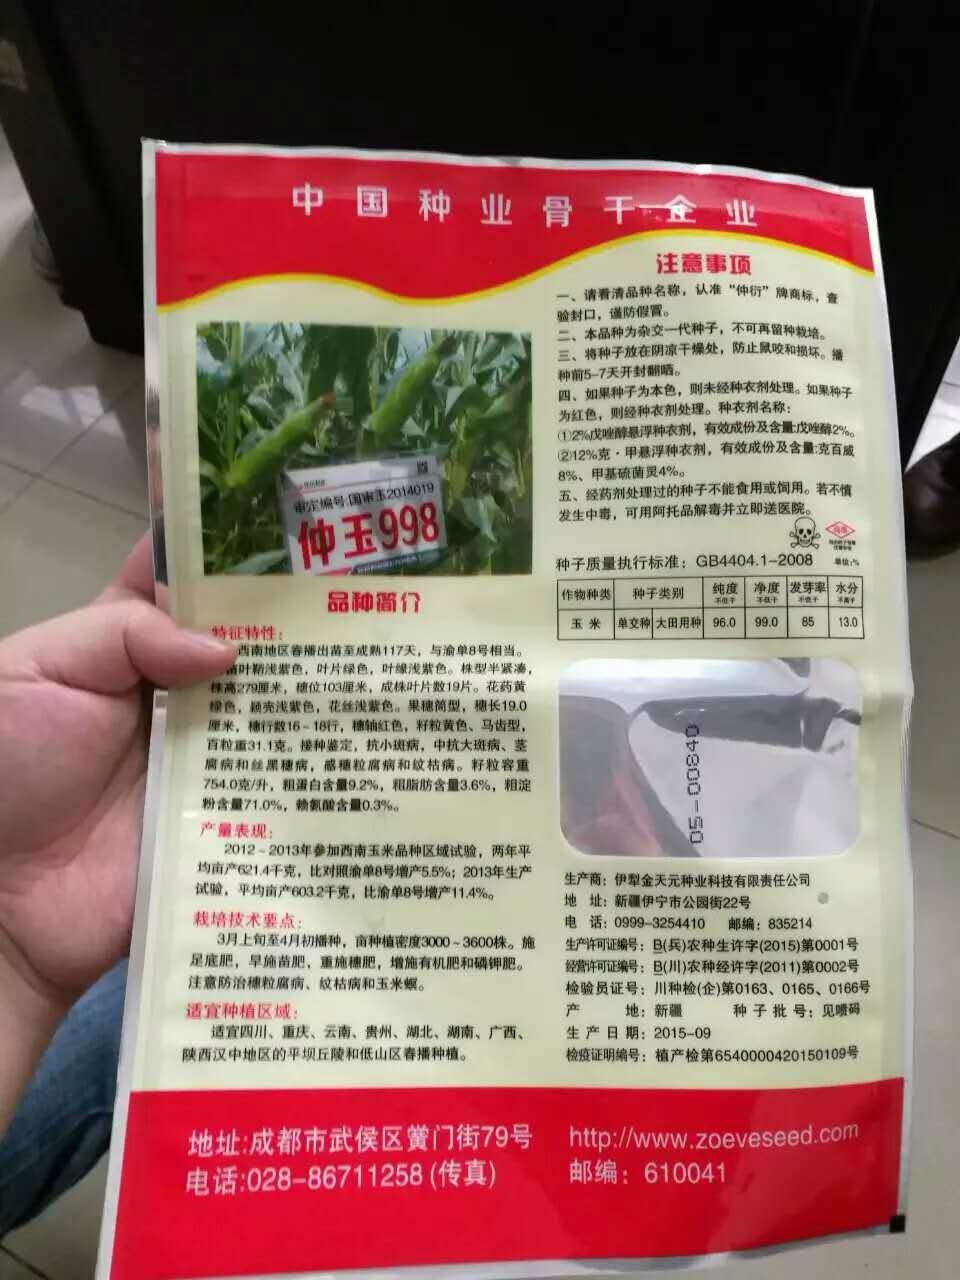 中国种业骨干企业
审定编号:国审玉2014019
仲玉998
品种简介
特征特性:
西南地区春播出苗至成熟117天，与渝单8号相当。
苗叶鞘浅紫色，叶片绿色，叶缘浅紫色。株型半紧凑，
株高279厘米，穗位103厘米，成株叶片数19片。花药黄
绿色，颖壳浅紫色，花丝浅紫色。果穗筒型，穗长19.0
厘米，穗行数16~18行，穗轴红色，籽粒黄色、马齿型，
百粒重31.1克。接种鉴定，抗小斑病，中抗大斑病、茎
腐病和丝黑穗病，感穗粒腐病和纹枯病。籽粒容重
754.0克/升，粗蛋白含量9.2%，粗脂肪含量3.6%，粗淀
粉含量71.0%，赖氨酸含量0.3%。
产量表现:
2012~2013年参加西南玉米品种区域试验，两年平
均亩产621.4千克，比对照渝单8号增产5.5%；2013年生产
试验，平均亩产603.2千克，比渝单8号增产11.4%。
栽培技术要点:
3月上旬至4月初播种，亩种植密度3000~3600株。施
足底肥，早施苗肥，重施穗肥，增施有机肥和磷钾肥。
注意防治穗粒腐病、纹枯病和玉米螟。
适宜种植区域:
适宜四川、重庆、云南、贵州、湖北、湖南、广西、
陕西汉中地区的平坝丘陵和低山区春播种植。
注意事项
一、请看清品种名称，认准“仲衍”牌商标，查
验封口，谨防假冒。
二、本品种为杂交一代种子，不可再留种栽培。
三、将种子放在阴凉干燥处，防止鼠咬和损坏。播
种前5-7天开封翻晒。
四、如果种子为本色，则未经种衣剂处理。如果种子
为红色，则经种衣剂处理。种衣剂名称:
①2%戊唑醇悬浮种衣剂，有效成份及含量:戊唑醇2%。
②12%克·甲悬浮种衣剂，有效成份及含量:克百威
8%、甲基硫菌灵4%。
五、经药剂处理过的种子不能食用或饲用。若不慎
发生中毒，可用阿托品解毒并立即送医院。
种子质量执行标准：GB4404.1-2008 单位:%
作物种类 种子类别 纯度 不低于 净度 不低于 发芽率 不低于 水分 不高于
玉 米 单交种 大田用种 96.0 99.0 85 13.0
05-00840
生产商：伊犁金天元种业科技有限责任公司
地 址：新疆伊宁市公园街22号
电 话：0999-3254410 邮编：835214
生产许可证编号：B(兵)农种生许字(2015)第0001号
经营许可证编号：B(川)农种经许字(2011)第0002号
检验员证号：川种检(企)第0163、0165、0166号
产 地：新疆 种子批号：见喷码
生产日期：2015-09
检疫证明编号：植产检第6540000420150109号
地址:成都市武侯区黉门街79号
电话:028-86711258 (传真)
http://www.zoeveseed.com
邮编：610041